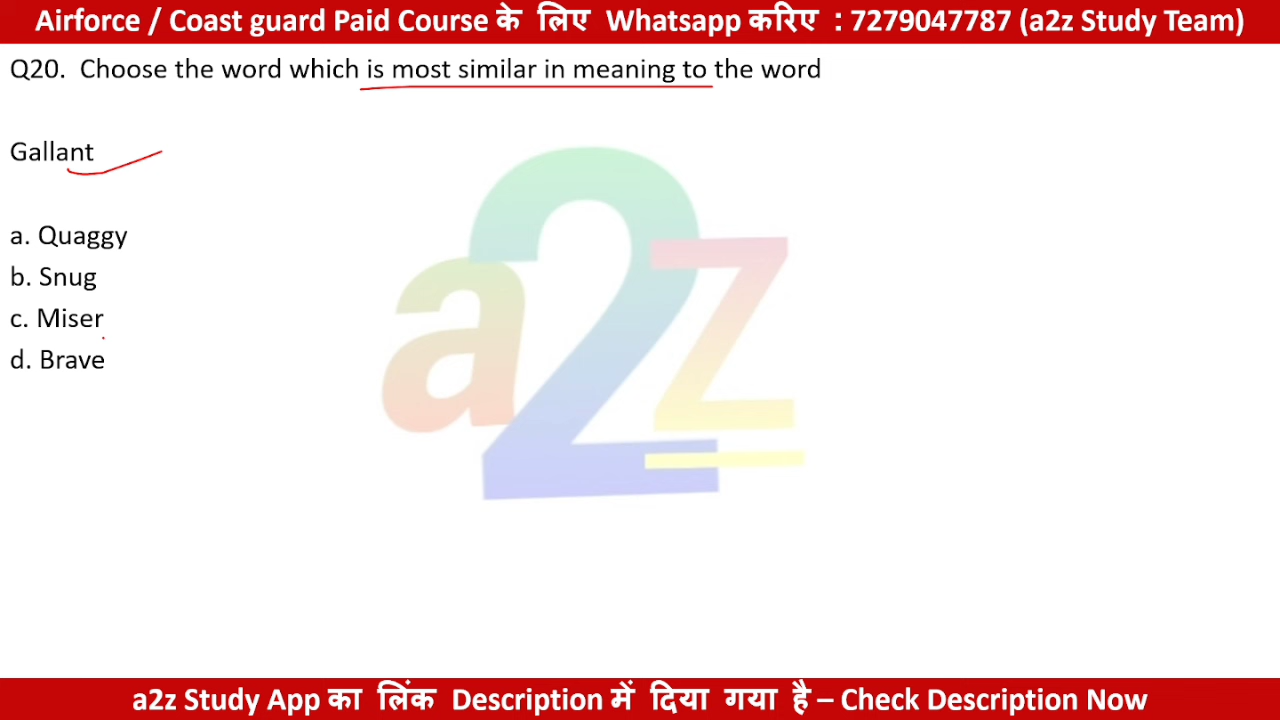 Airforce / Coast guard Paid Course के लिए Whatsapp करिए : 7279047787 (a2z Study Team)
Q20. Choose the word which is most similar in meaning to the word
Gallant
a. Quaggy
b. Snug
c. Miser
d. Brave
a2z
a2z Study App का लिंक Description में दिया गया है – Check Description Now